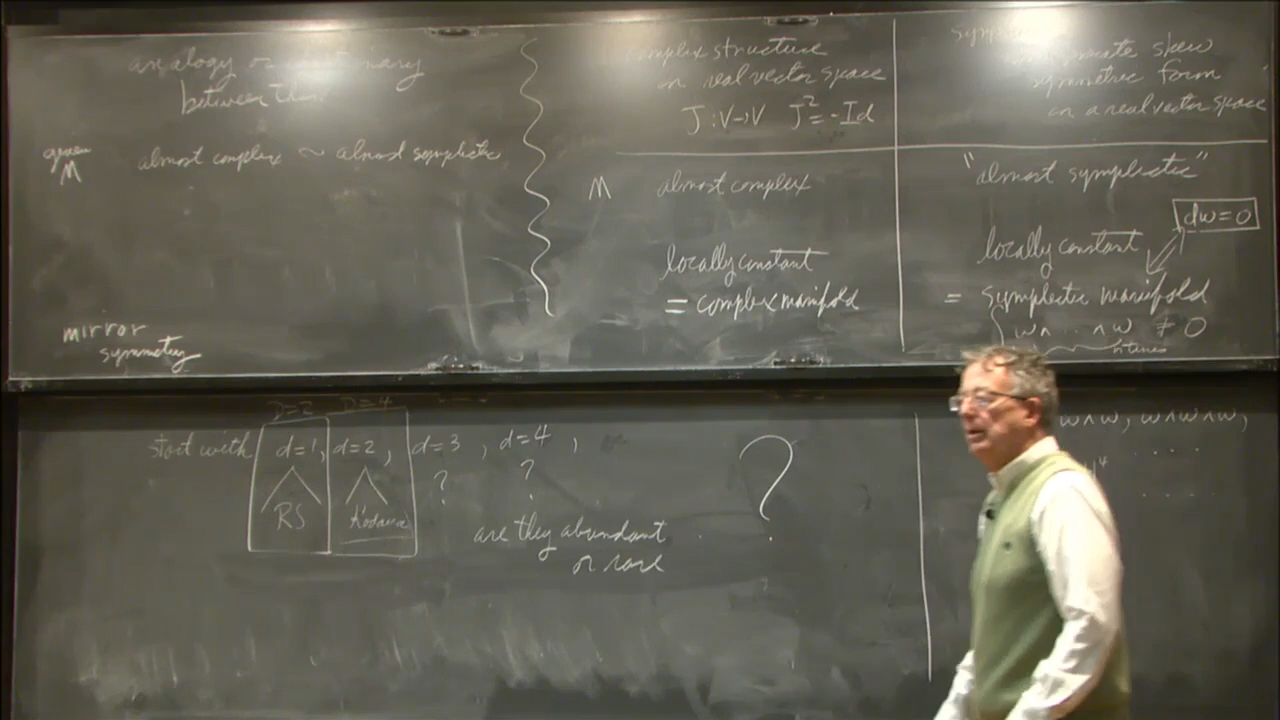 analogy or
between
given
M
almost complex ~ almost symplectic
mirror
symmetry
complex structure
on real vector space
J : V → V J² = -Id
M almost complex
locally constant
= complex manifold
skew
symmetric form
on a real vector space
"almost symplectic"
dω = 0
locally constant
= symplectic manifold
ω ∧ . . . ∧ ω ≠ 0
n times
D=2 D=4
start with d=1, d=2, d=3, d=4,
RS Kodaira ? ?
are they abundant
or rare
?
ω∧ω, ω∧ω∧ω,
. . . .
. . . .